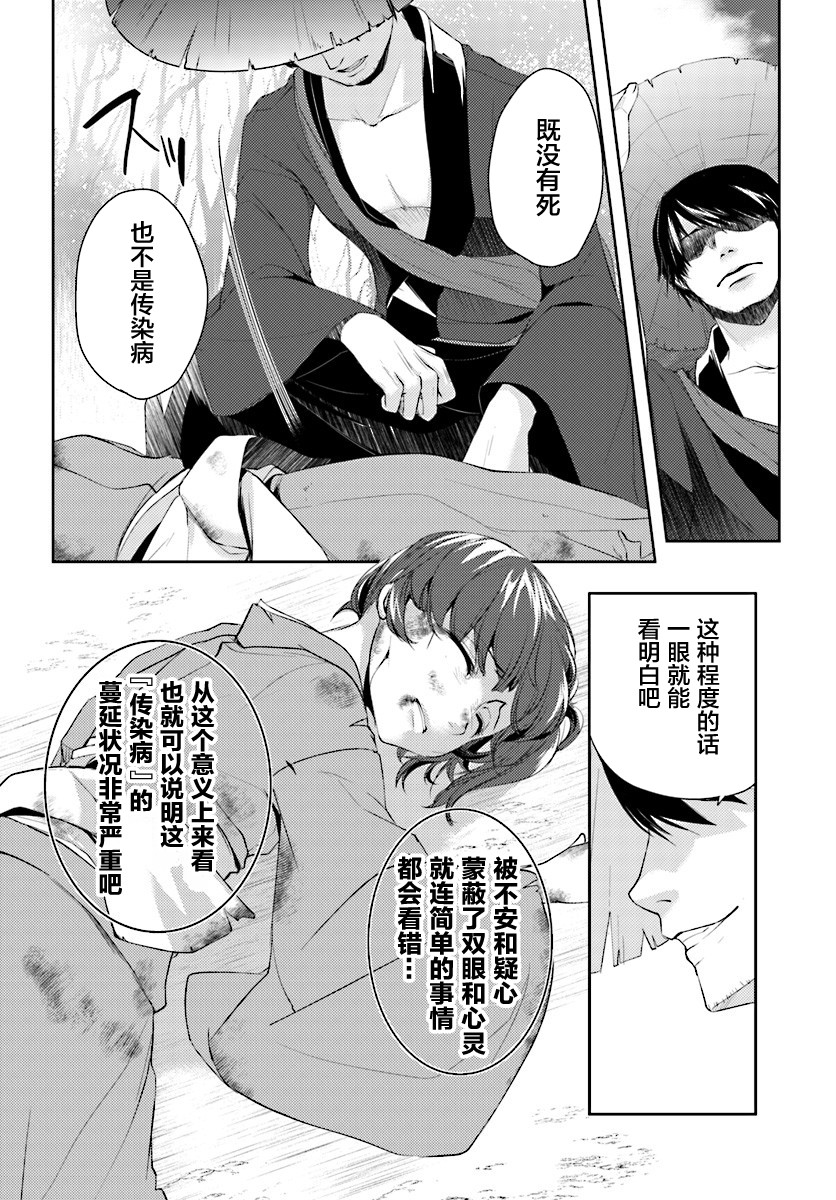 既没有死
ズッ
也不是传染病
这种程度的话
一眼就能
看明白吧
被不安和疑心
蒙蔽了双眼和心灵
就连简单的事情
都会看错…
从这个意义上来看
也就可以说明这
『传染病』的
蔓延状况非常严重吧